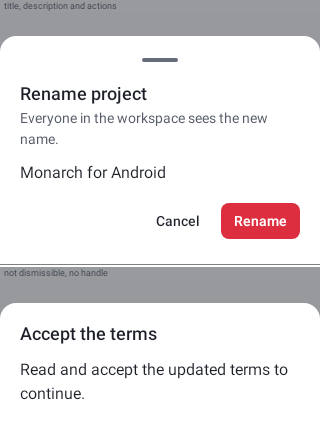 title, description and actions
Rename project
Everyone in the workspace sees the new
name.
Monarch for Android
Cancel
Rename
not dismissible, no handle
Accept the terms
Read and accept the updated terms to
continue.